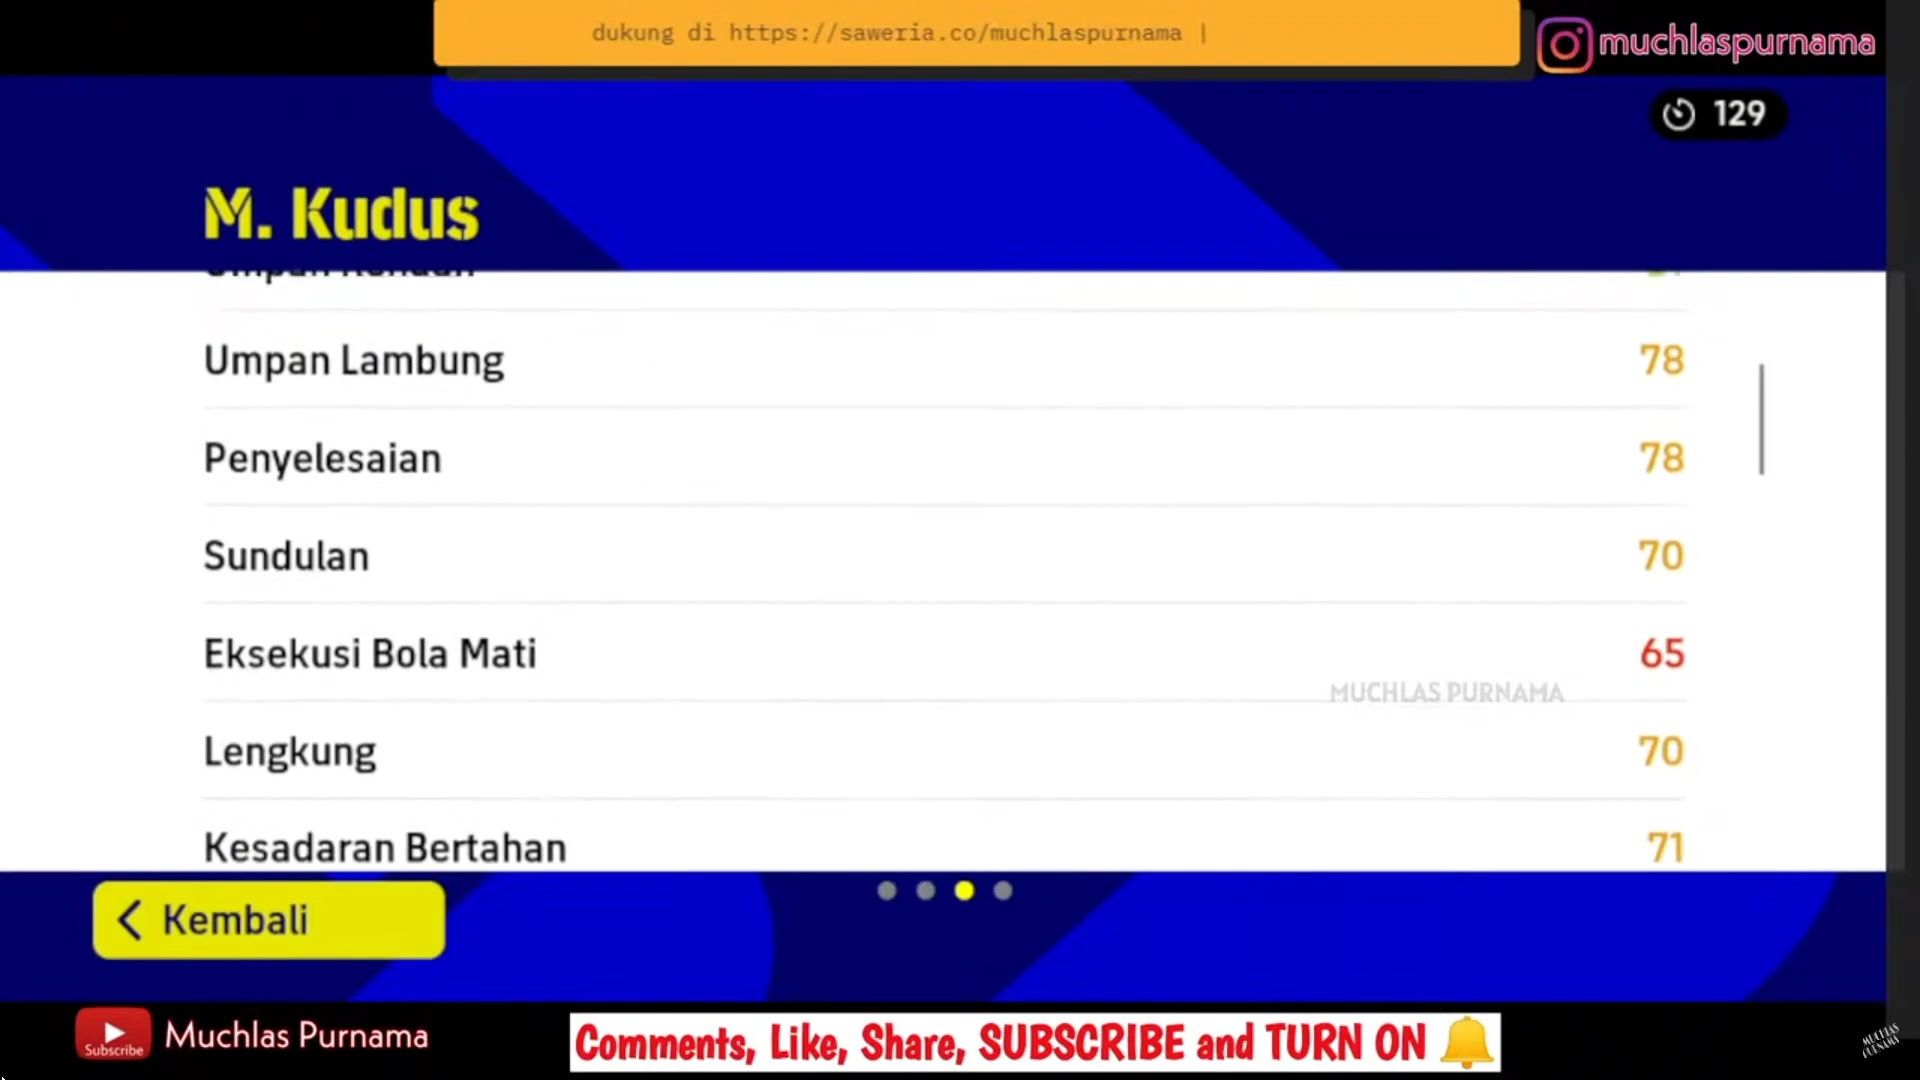 dukung di https://saweria.co/muchlaspurnama |
muchlaspurnama
129
M. Kudus
Umpan Lambung 78
Penyelesaian 78
Sundulan 70
Eksekusi Bola Mati 65
MUCHLAS PURNAMA
Lengkung 70
Kesadaran Bertahan 71
Kembali
Subscribe
Muchlas Purnama
Comments, Like, Share, SUBSCRIBE and TURN ON
MUCHLAS
PURNAMA